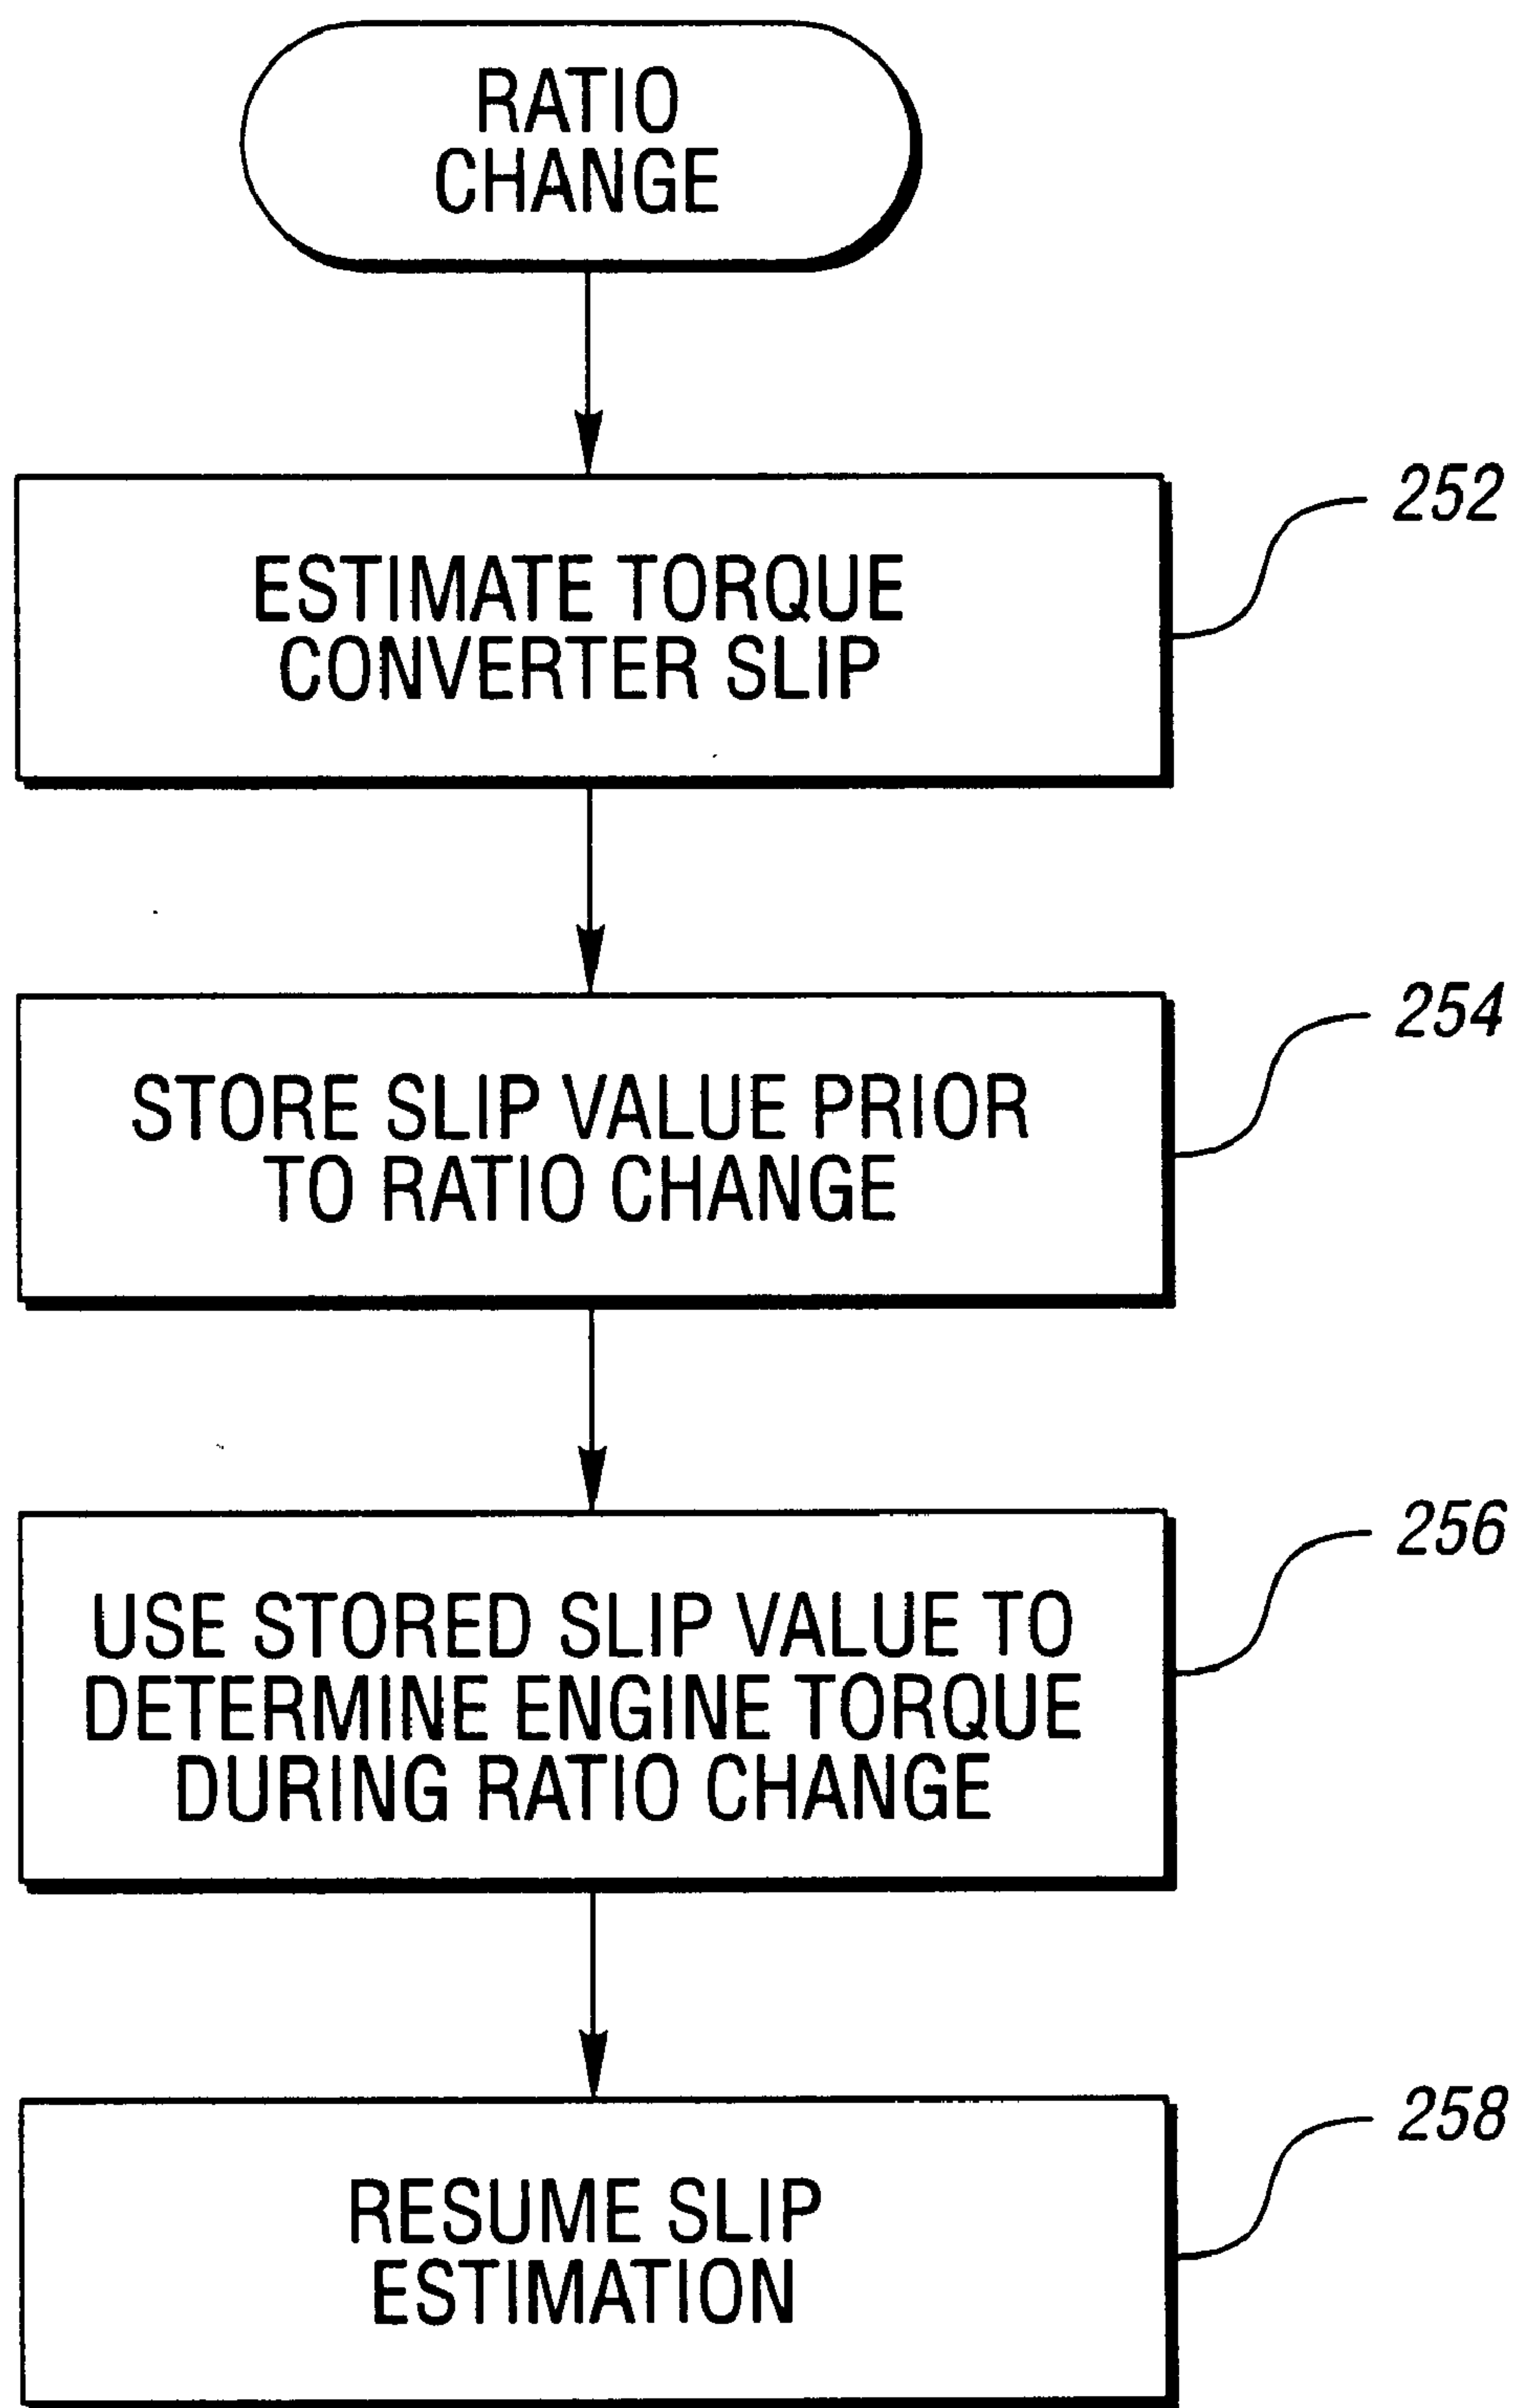 RATIO
CHANGE
252
ESTIMATE TORQUE
CONVERTER SLIP
254
STORE SLIP VALUE PRIOR
TO RATIO CHANGE
256
USE STORED SLIP VALUE TO
DETERMINE ENGINE TORQUE
DURING RATIO CHANGE
258
RESUME SLIP
ESTIMATION